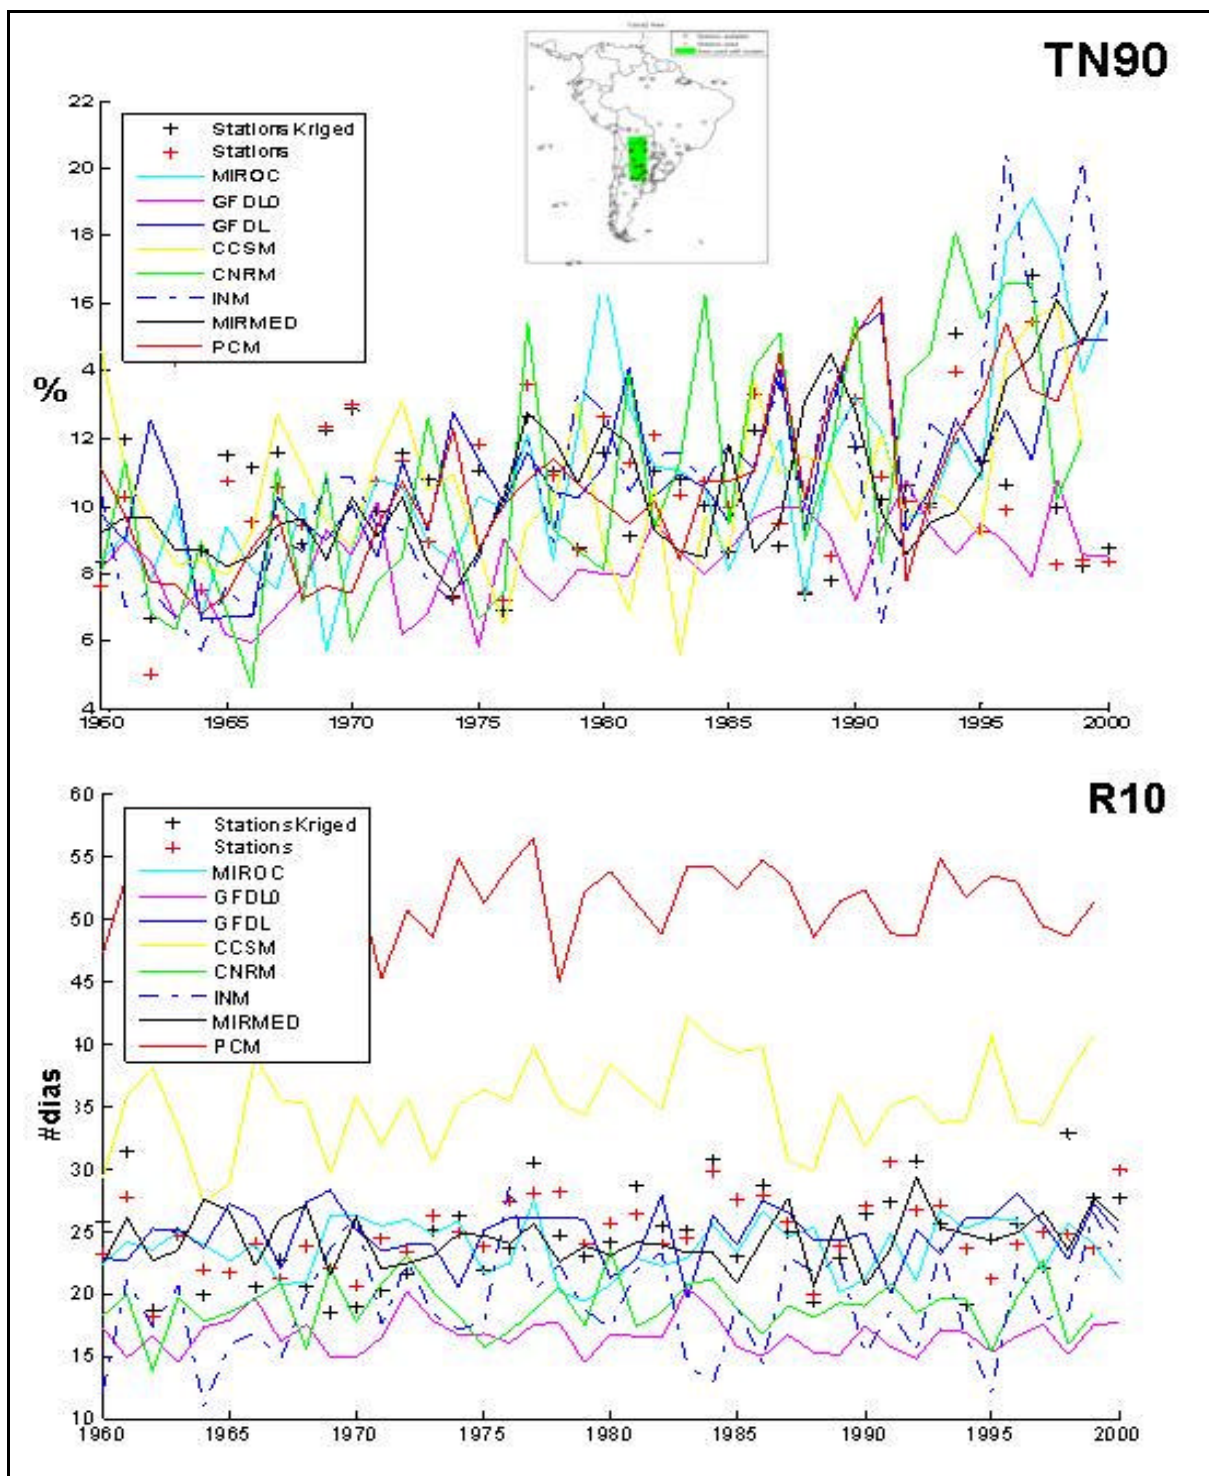 TN90
22
20
18
16
4
12
10
8
6
4
%
Stations Kriged
Stations
MIROC
GFDL0
GFDL
CCSM
CNRM
INM
MIRMED
PCM
1960 1965 1970 1975 1980 1985 1990 1995 2000
R10
60
55
50
45
40
35
30
25
20
15
10
#dias
Stations Kriged
Stations
MIROC
GFDL0
GFDL
CCSM
CNRM
INM
MIRMED
PCM
1960 1965 1970 1975 1980 1985 1990 1995 2000